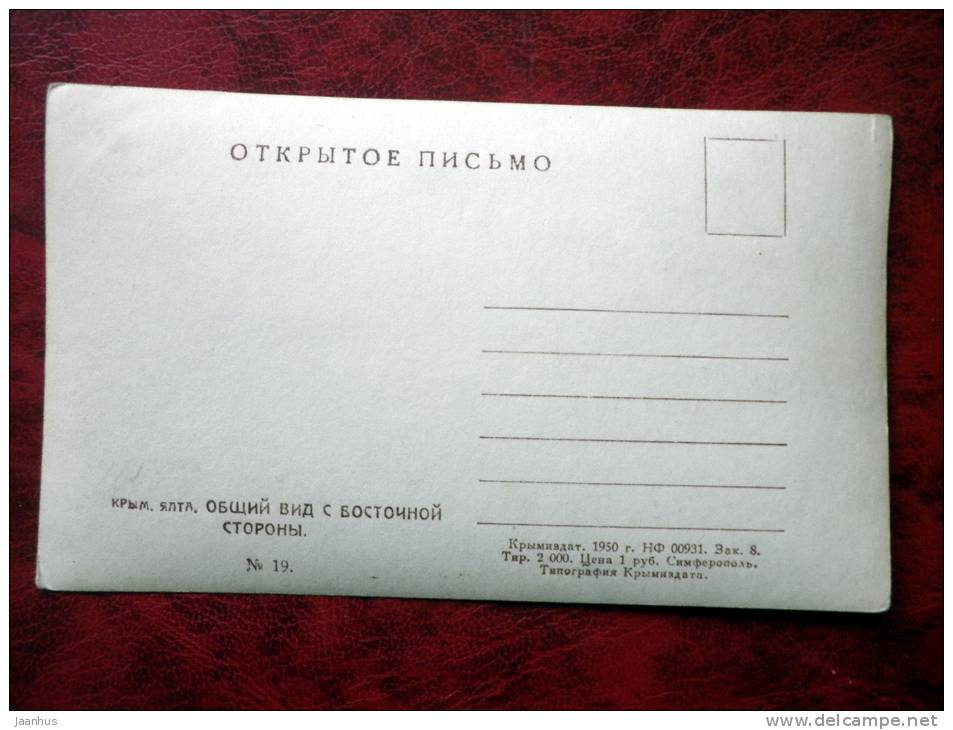 ОТКРЫТОЕ ПИСЬМО
КРЫМ. ЯЛТА. ОБЩИЙ ВИД С ВОСТОЧНОЙ
СТОРОНЫ.
№ 19.
Крымиздат. 1950 г. НФ 00931. Зак. 8.
Тир. 2 000. Цена 1 руб. Симферополь.
Типография Крымиздата.
Jaanhus
www.delcampe.net